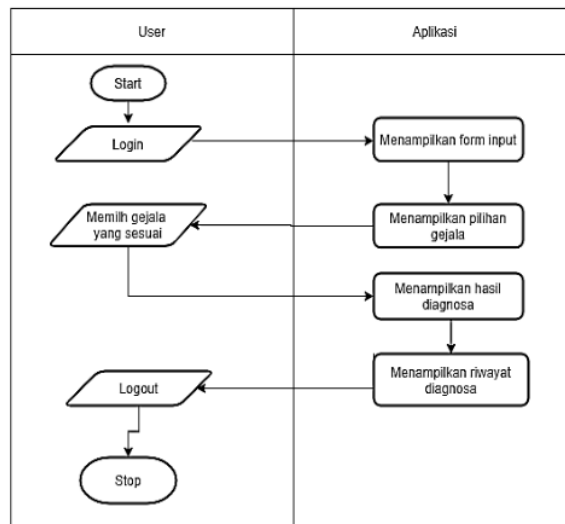 User
Aplikasi
Start
Login
Menampilkan form input
Memilh gejala
yang sesuai
Menampilkan pilihan
gejala
Menampilkan hasil
diagnosa
Menampilkan riwayat
diagnosa
Logout
Stop